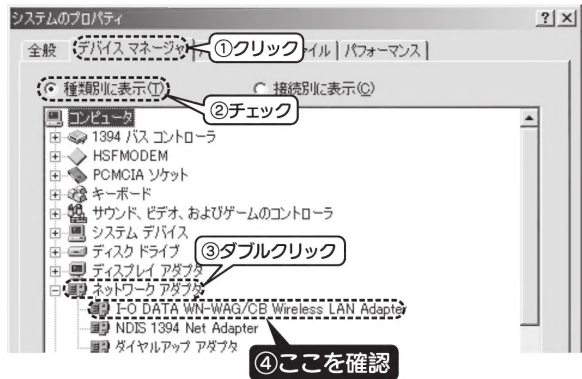 システムのプロパティ ? ×
全般 デバイス マネージャ ①クリック イル パフォーマンス
種類別に表示(T) 接続別に表示(C)
②チェック
コンピュータ
1394 バス コントローラ
HSFMODEM
PCMCIA ソケット
キーボード
サウンド、ビデオ、およびゲームのコントローラ
システム デバイス
ディスク ドライブ ③ダブルクリック
ディスプレイ アダプタ
ネットワーク アダプタ
I-O DATA WN-WAG/CB Wireless LAN Adapter
NDIS 1394 Net Adapter
ダイヤルアップ アダプタ
④ここを確認